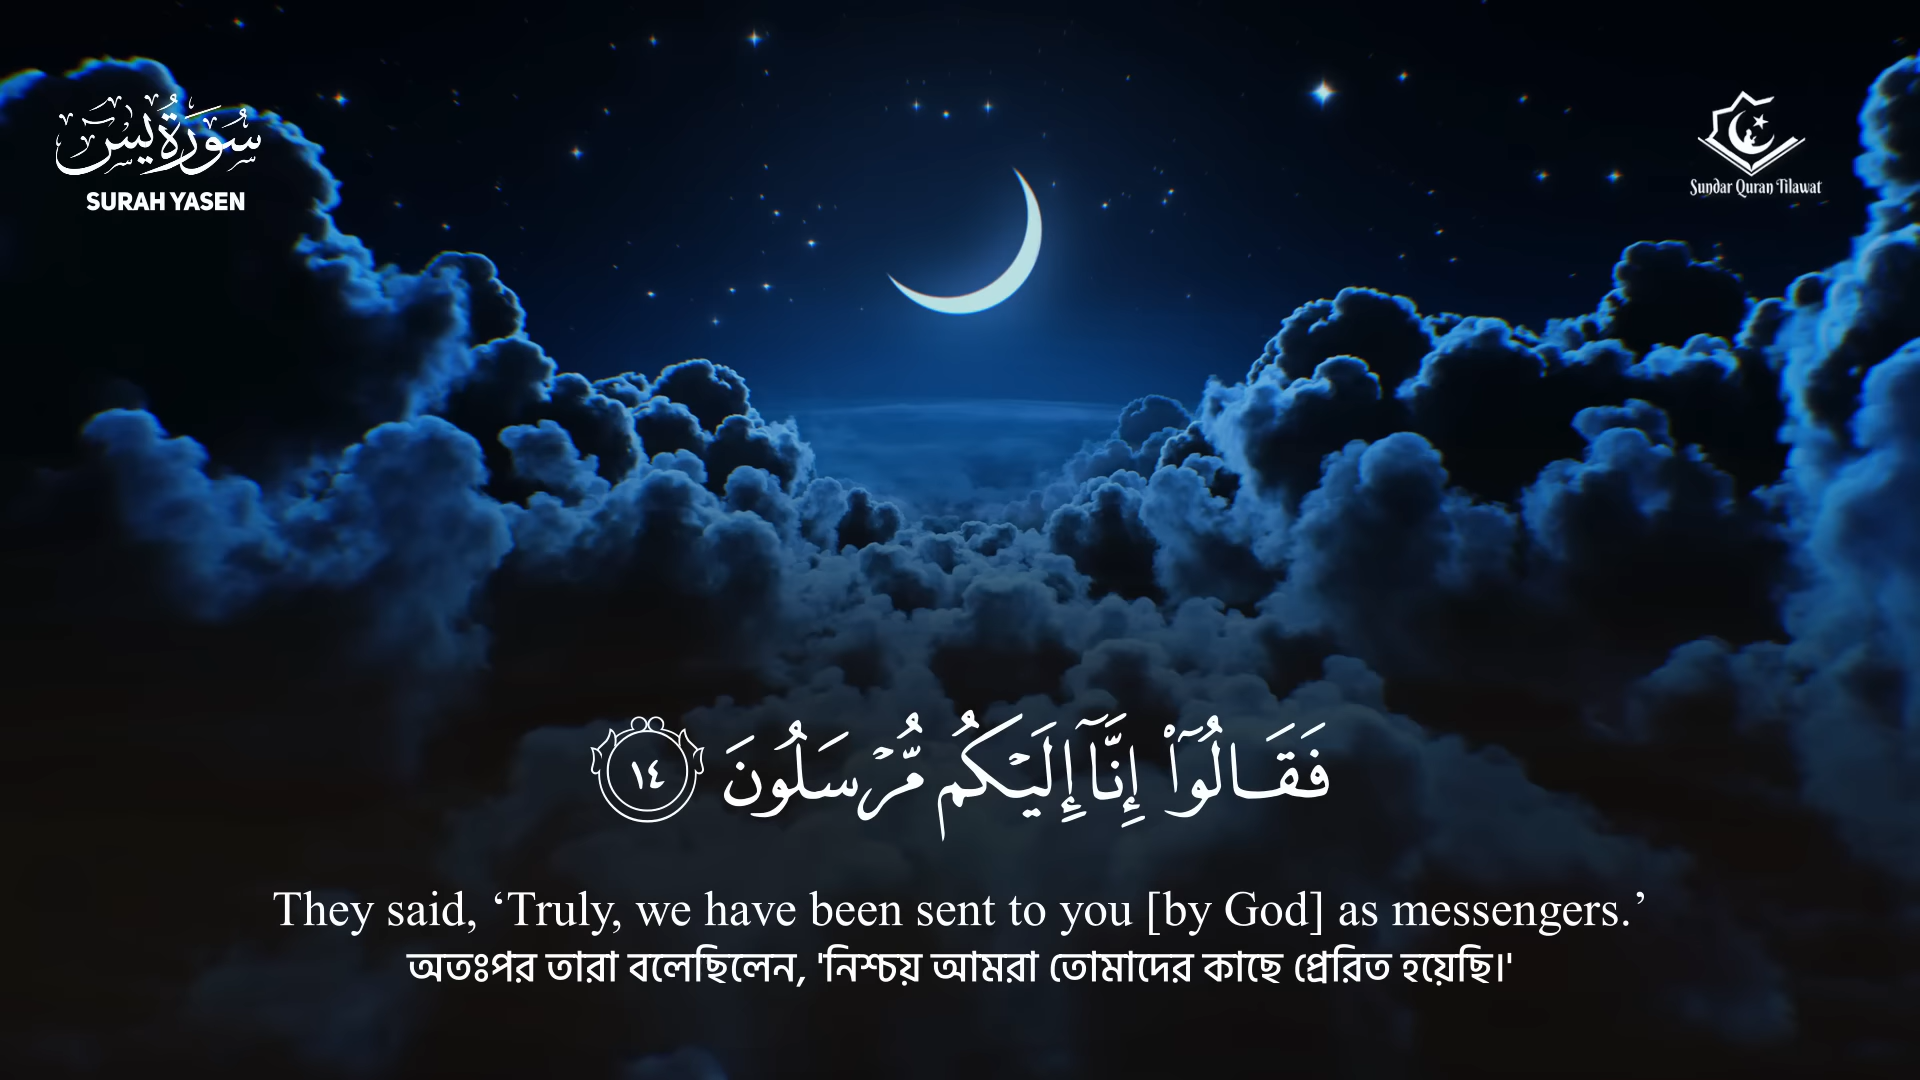 سُورَةُ يٰسٓ
SURAH YASEN
Sundar Quran Tilawat
فَقَالُوٓا۟ إِنَّآ إِلَيْكُم مُّرْسَلُونَ ١٤
They said, ‘Truly, we have been sent to you [by God] as messengers.’
অতঃপর তারা বলেছিলেন, 'নিশ্চয় আমরা তোমাদের কাছে প্রেরিত হয়েছি।'